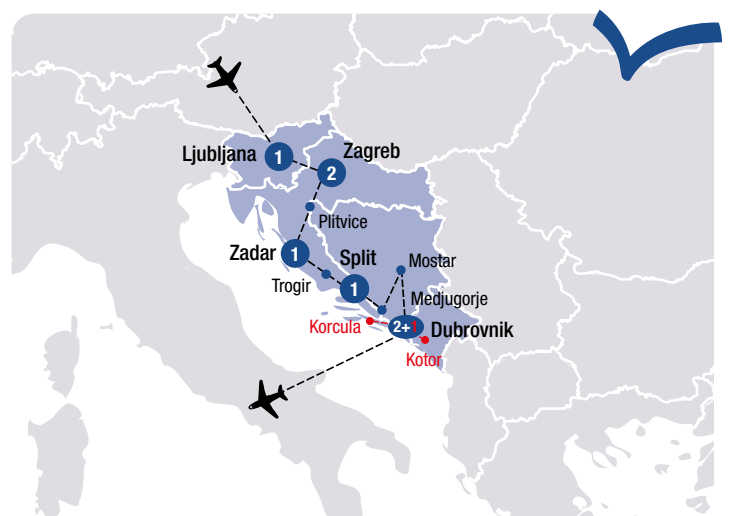 Ljubljana
1
Zagreb
2
Plitvice
Zadar
1
Split
1
Trogir
Mostar
Medjugorje
Korcula
2+1
Dubrovnik
Kotor